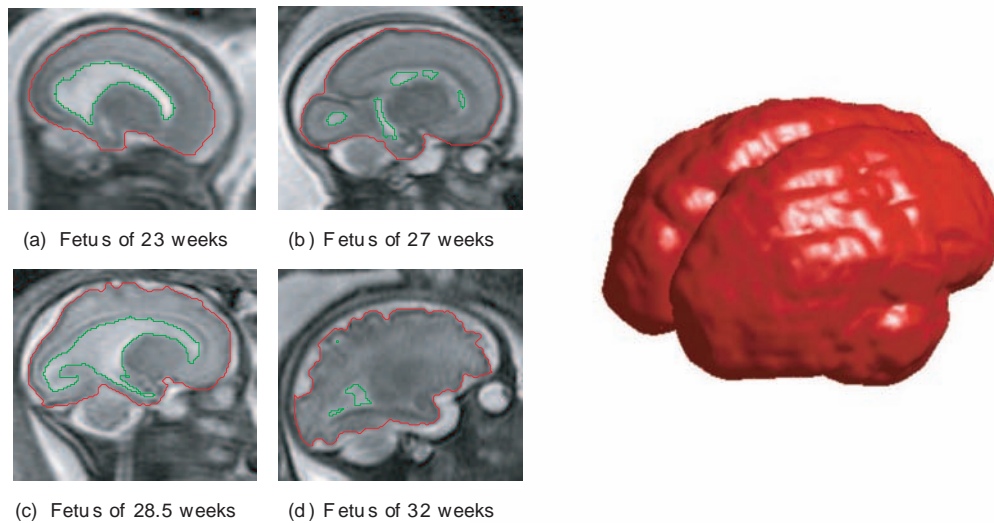 (a) Fetus of 23 weeks
(b) Fetus of 27 weeks
(c) Fetus of 28.5 weeks
(d) Fetus of 32 weeks